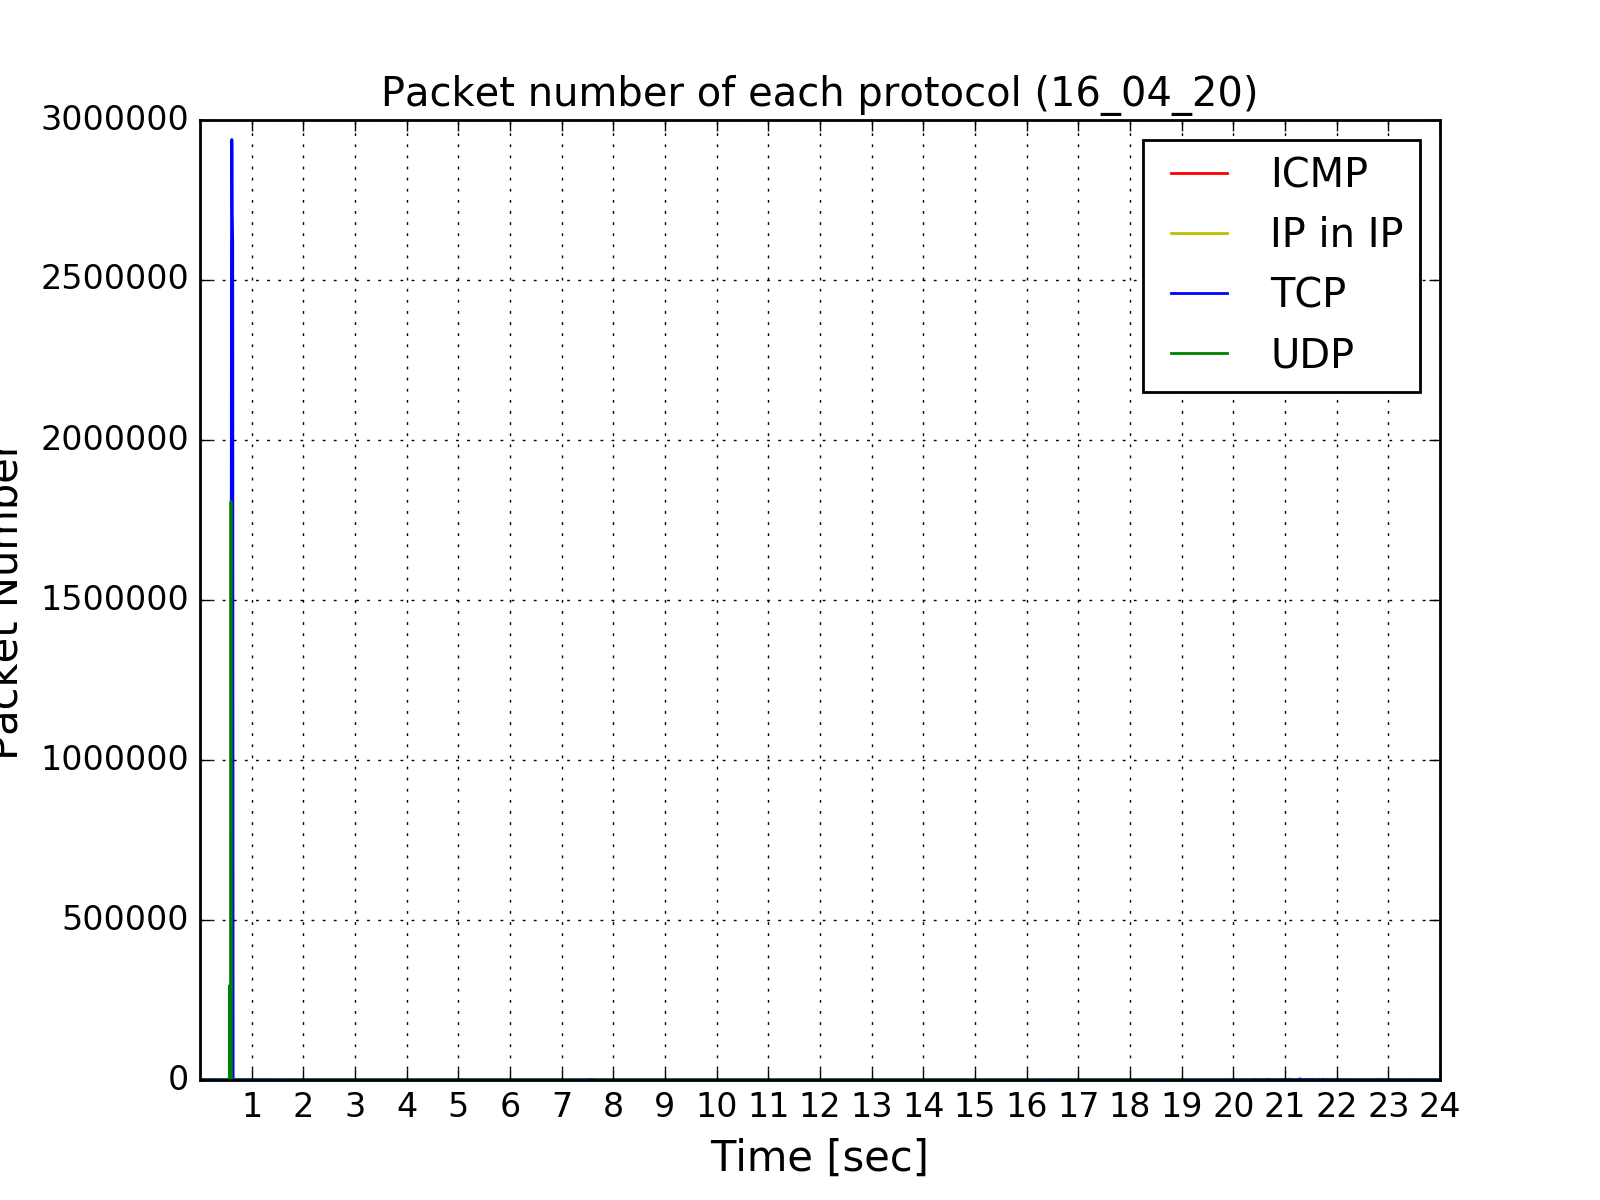 Packet number of each protocol (16_04_20)
3000000
2500000
2000000
1500000
1000000
500000
0
Packet Number
ICMP
IP in IP
TCP
UDP
1 2 3 4 5 6 7 8 9 10 11 12 13 14 15 16 17 18 19 20 21 22 23 24
Time [sec]